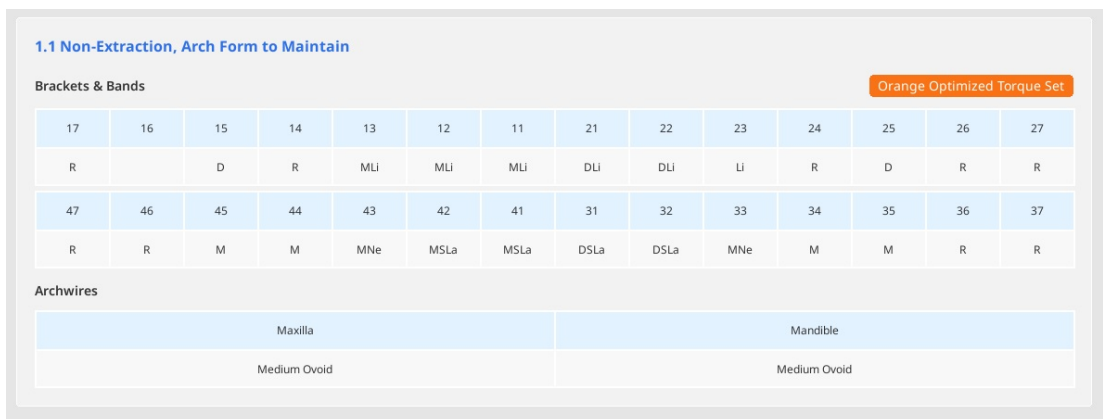 1.1 Non-Extraction, Arch Form to Maintain
Brackets & Bands Orange Optimized Torque Set
17 16 15 14 13 12 11 21 22 23 24 25 26 27
R D R MLi MLi MLi DLi DLi Li R D R R
47 46 45 44 43 42 41 31 32 33 34 35 36 37
R R M M MNe MSLa MSLa DSLa DSLa MNe M M R R
Archwires
Maxilla Mandible
Medium Ovoid Medium Ovoid